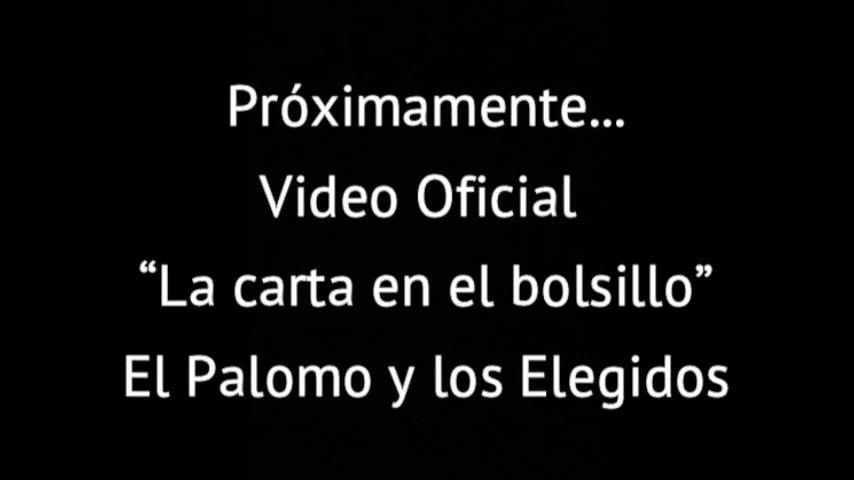 Próximamente...
Video Oficial
“La carta en el bolsillo”
El Palomo y los Elegidos